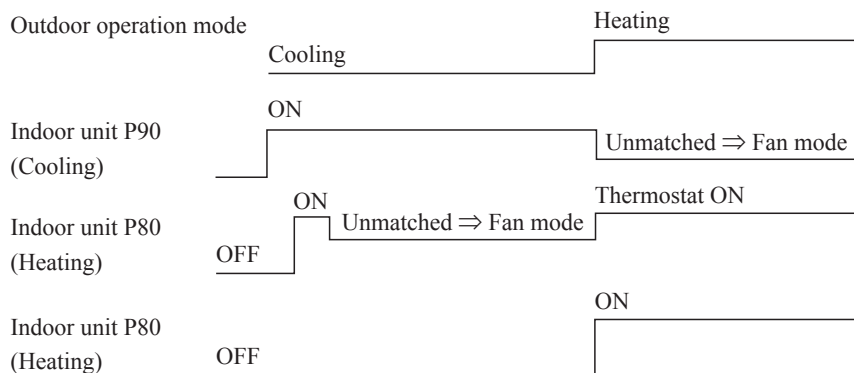 Outdoor operation mode
Heating
Cooling
ON
Indoor unit P90
(Cooling)
Unmatched ⇒ Fan mode
ON
Thermostat ON
Indoor unit P80
(Heating)
OFF
Unmatched ⇒ Fan mode
ON
Indoor unit P80
(Heating)
OFF